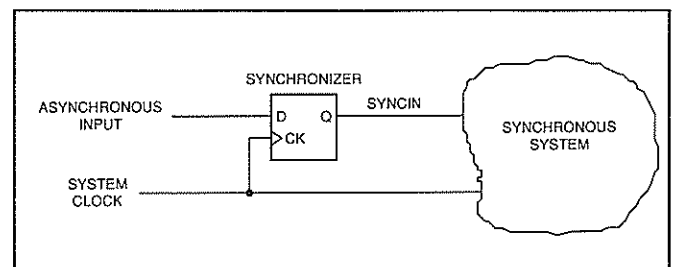 SYNCHRONIZER
ASYNCHRONOUS
INPUT
D
Q
SYNCIN
CK
SYNCHRONOUS
SYSTEM
SYSTEM
CLOCK